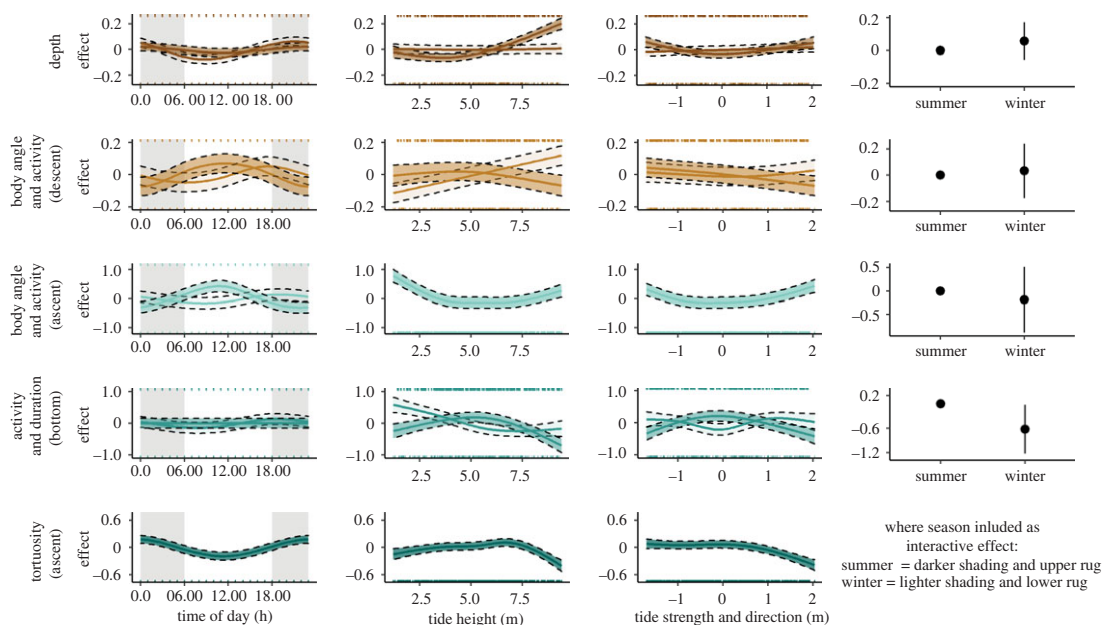 depth
effect
0.2
0
–0.2
0.0 06.00 12.00 18.00
2.5 5.0 7.5
–1 0 1 2
0.2
0
–0.2
summer winter
body angle
and activity
(descent)
effect
0.2
0
–0.2
0.0 06.00 12.00 18.00
2.5 5.0 7.5
–1 0 1 2
0.2
0
–0.2
summer winter
body angle
and activity
(ascent)
effect
1.0
0
–1.0
0.0 06.00 12.00 18.00
2.5 5.0 7.5
–1 0 1 2
0.5
0
–0.5
summer winter
activity
and duration
(bottom)
effect
1.0
0
–1.0
0.0 06.00 12.00 18.00
2.5 5.0 7.5
–1 0 1 2
0.2
–0.6
–1.2
summer winter
tortuosity
(ascent)
effect
0.6
0
–0.6
0.0 06.00 12.00 18.00
time of day (h)
2.5 5.0 7.5
tide height (m)
–1 0 1 2
tide strength and direction (m)
where season inluded as
interactive effect:
summer = darker shading and upper rug
winter = lighter shading and lower rug